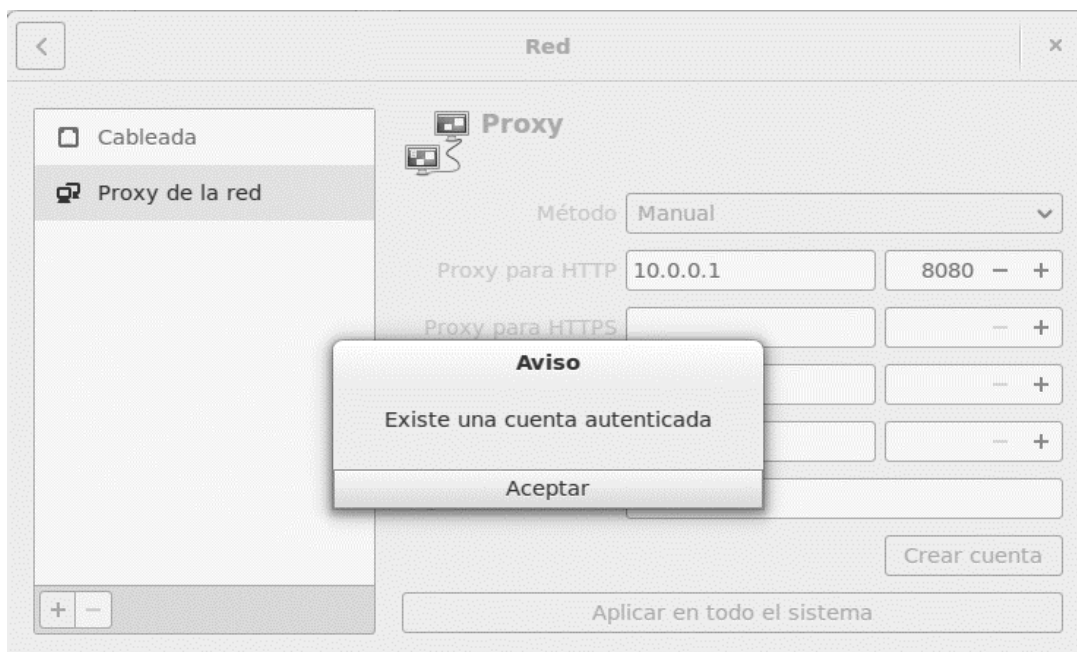 Red
Cableada
Proxy de la red
Proxy
Método Manual
Proxy para HTTP 10.0.0.1 8080 − +
Proxy para HTTPS − +
− +
− +
Aviso
Existe una cuenta autenticada
Aceptar
Crear cuenta
+ −
Aplicar en todo el sistema